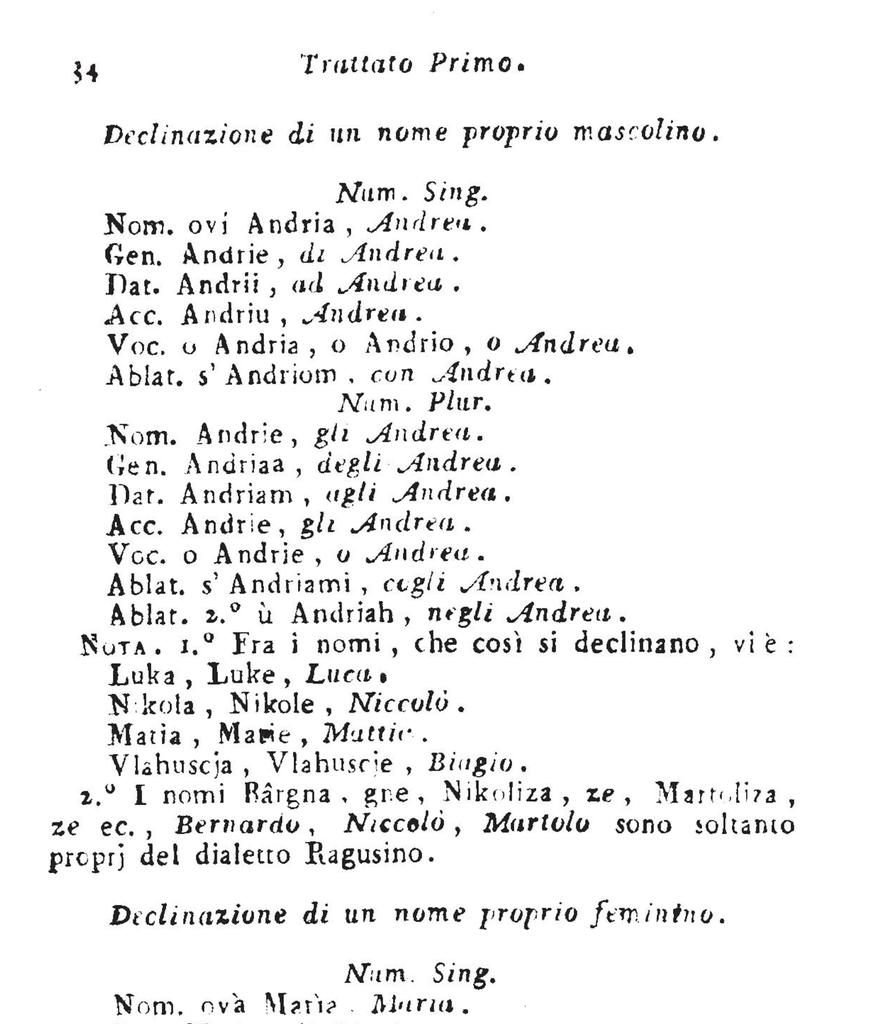 34
Trattato Primo.
Declinazione di un nome proprio mascolino.
Num. Sing.
Nom. oví Andria, Andrea.
Gen. Andrie, di Andrea.
Dat. Andrii, ad Andrea.
Acc. Andriu, Andrea.
Voc. o Andria, o Andrio, o Andrea.
Ablat. s' Andriom, con Andrea.
Num. Plur.
Nom. Andrie, gli Andrea.
Gen. Andriaa, degli Andrea.
Dat. Andriam, agli Andrea.
Acc. Andrie, gli Andrea.
Voc. o Andrie, o Andrea.
Ablat. s' Andriami, cogli Andrea.
Ablat. 2.º ù Andriah, negli Andrea.
NOTA. 1.º Fra i nomi, che così si declinano, vi è:
Luka, Luke, Luca.
Nikola, Nikole, Niccolò.
Matia, Mattie.
Vlahuscja, Vlahuscje, Biagio.
2.º I nomi Bârgna, gne, Nikoliza, ze, Martoliza,
ze ec., Bernardo, Niccolò, Martolo sono soltanto
proprj del dialetto Ragusino.
Declinazione di un nome proprio feminino.
Num. Sing.
Nom. ovà Marìa. Maria.